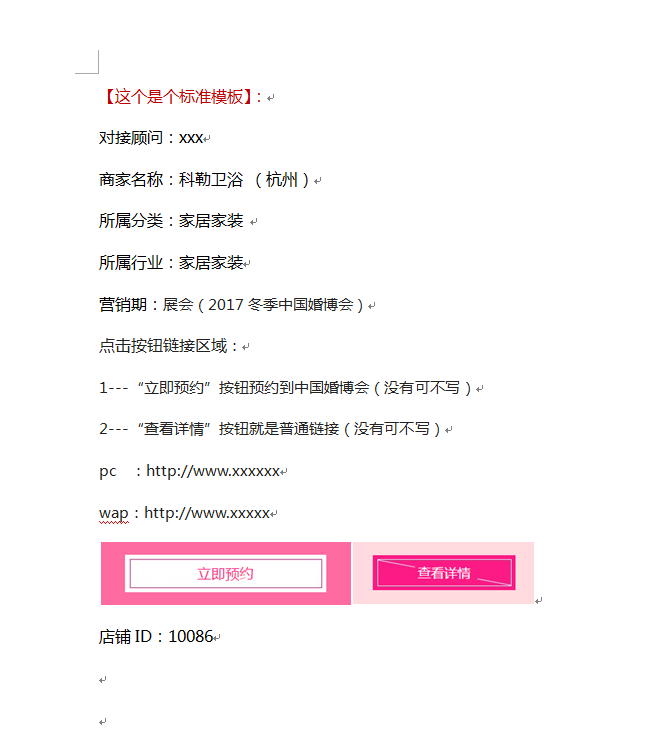 【这个是个标准模板】:
对接顾问：xxx
商家名称：科勒卫浴 （杭州）
所属分类：家居家装
所属行业：家居家装
营销期：展会（2017 冬季中国婚博会）
点击按钮链接区域：
1---“立即预约”按钮预约到中国婚博会（没有可不写）
2---“查看详情”按钮就是普通链接（没有可不写）
pc ：http://www.xxxxxx
wap：http://www.xxxxx
立即预约 查看详情
店铺 ID：10086